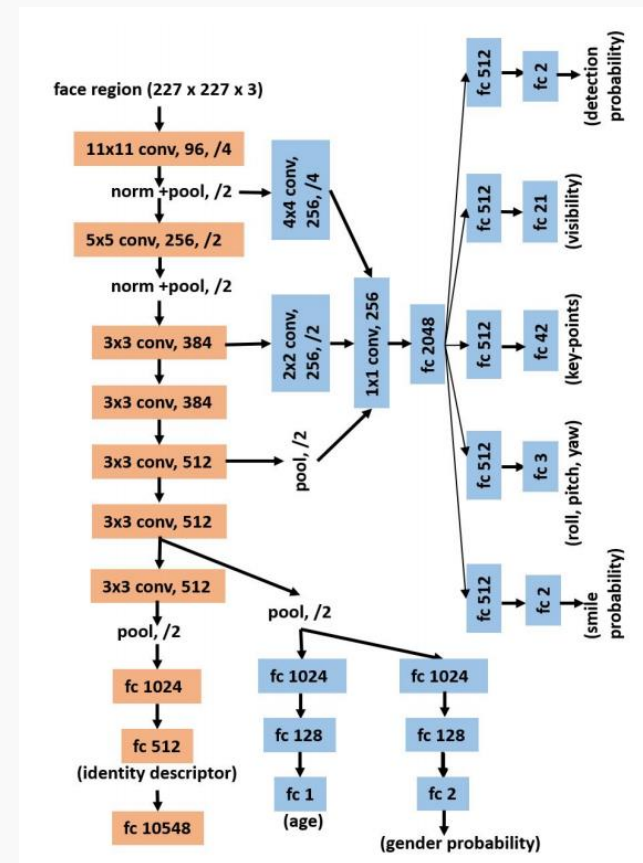 face region (227 x 227 x 3)
11x11 conv, 96, /4
norm +pool, /2
5x5 conv, 256, /2
norm +pool, /2
3x3 conv, 384
3x3 conv, 384
3x3 conv, 512
3x3 conv, 512
3x3 conv, 512
pool, /2
fc 1024
fc 512
(identity descriptor)
fc 10548
4x4 conv,
256, /4
2x2 conv,
256, /2
pool, /2
1x1 conv, 256
fc 2048
fc 512
fc 2
(detection
probability)
fc 512
fc 21
(visibility)
fc 512
fc 42
(key-points)
fc 512
fc 3
(roll, pitch, yaw)
fc 512
fc 2
(smile
probability)
pool, /2
fc 1024
fc 128
fc 1
(age)
fc 1024
fc 128
fc 2
(gender probability)